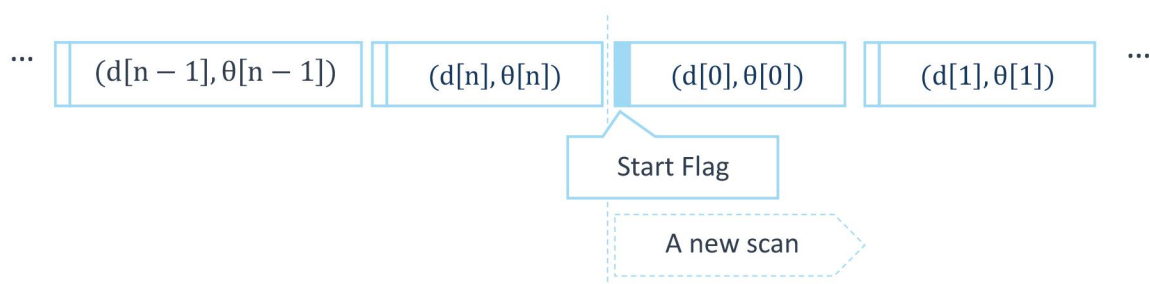 ... (d[n − 1], θ[n − 1]) (d[n], θ[n]) (d[0], θ[0]) (d[1], θ[1]) ...
Start Flag
A new scan